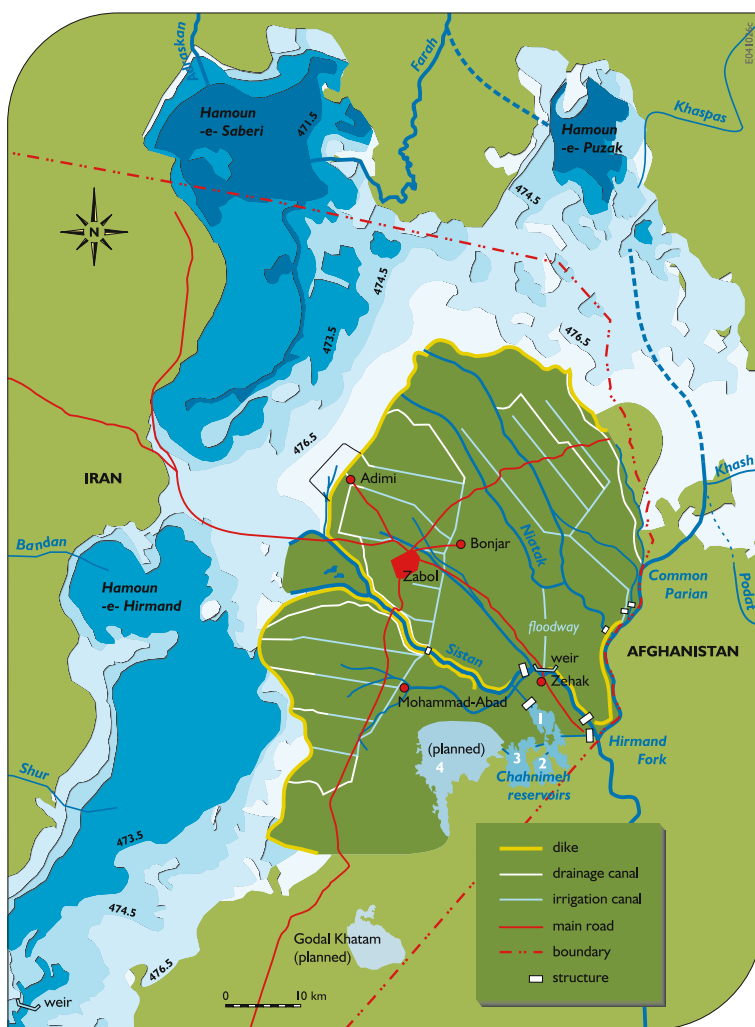 E041026c
Adraskan
Farah
Khaspas
Hamoun
-e- Saberi
471.5
Hamoun
-e- Puzak
N
474.5
474.5
473.5
476.5
476.5
IRAN
Adimi
Khash
Bandan
Niatak
Bonjar
Zabol
Hamoun
-e- Hirmand
Common
Parian
Podat
floodway
AFGHANISTAN
Sistan
weir
Zehak
Mohammad-Abad
1
(planned)
4
3
2
Hirmand
Fork
Shur
Chahnimeh
reservoirs
473.5
dike
drainage canal
474.5
irrigation canal
main road
Godal Khatam
(planned)
boundary
476.5
structure
weir
0
10 km